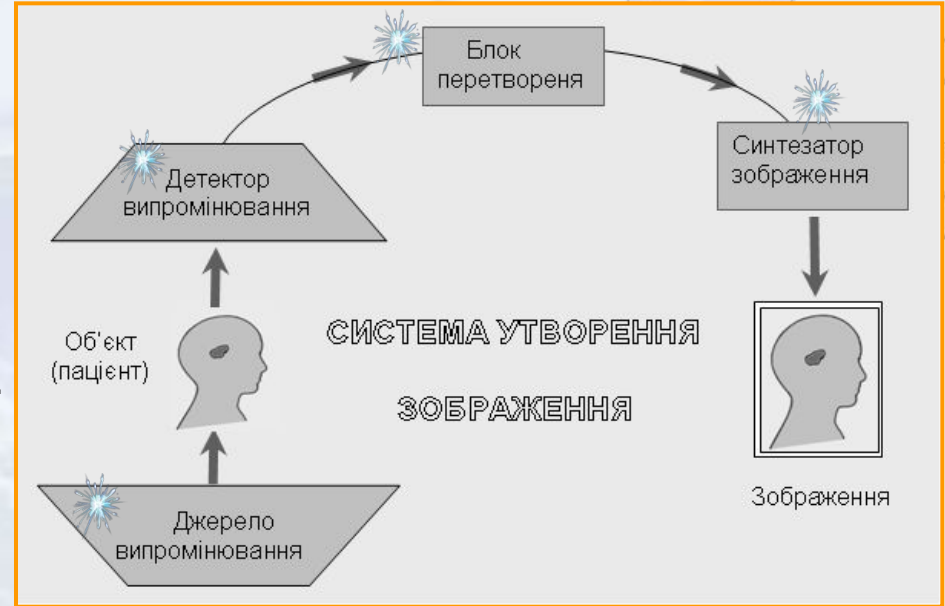 Блок
перетвореня
Синтезатор
зображення
Детектор
випромінювання
Об'єкт
(пацієнт)
СИСТЕМА УТВОРЕННЯ
ЗОБРАЖЕННЯ
Зображення
Джерело
випромінювання